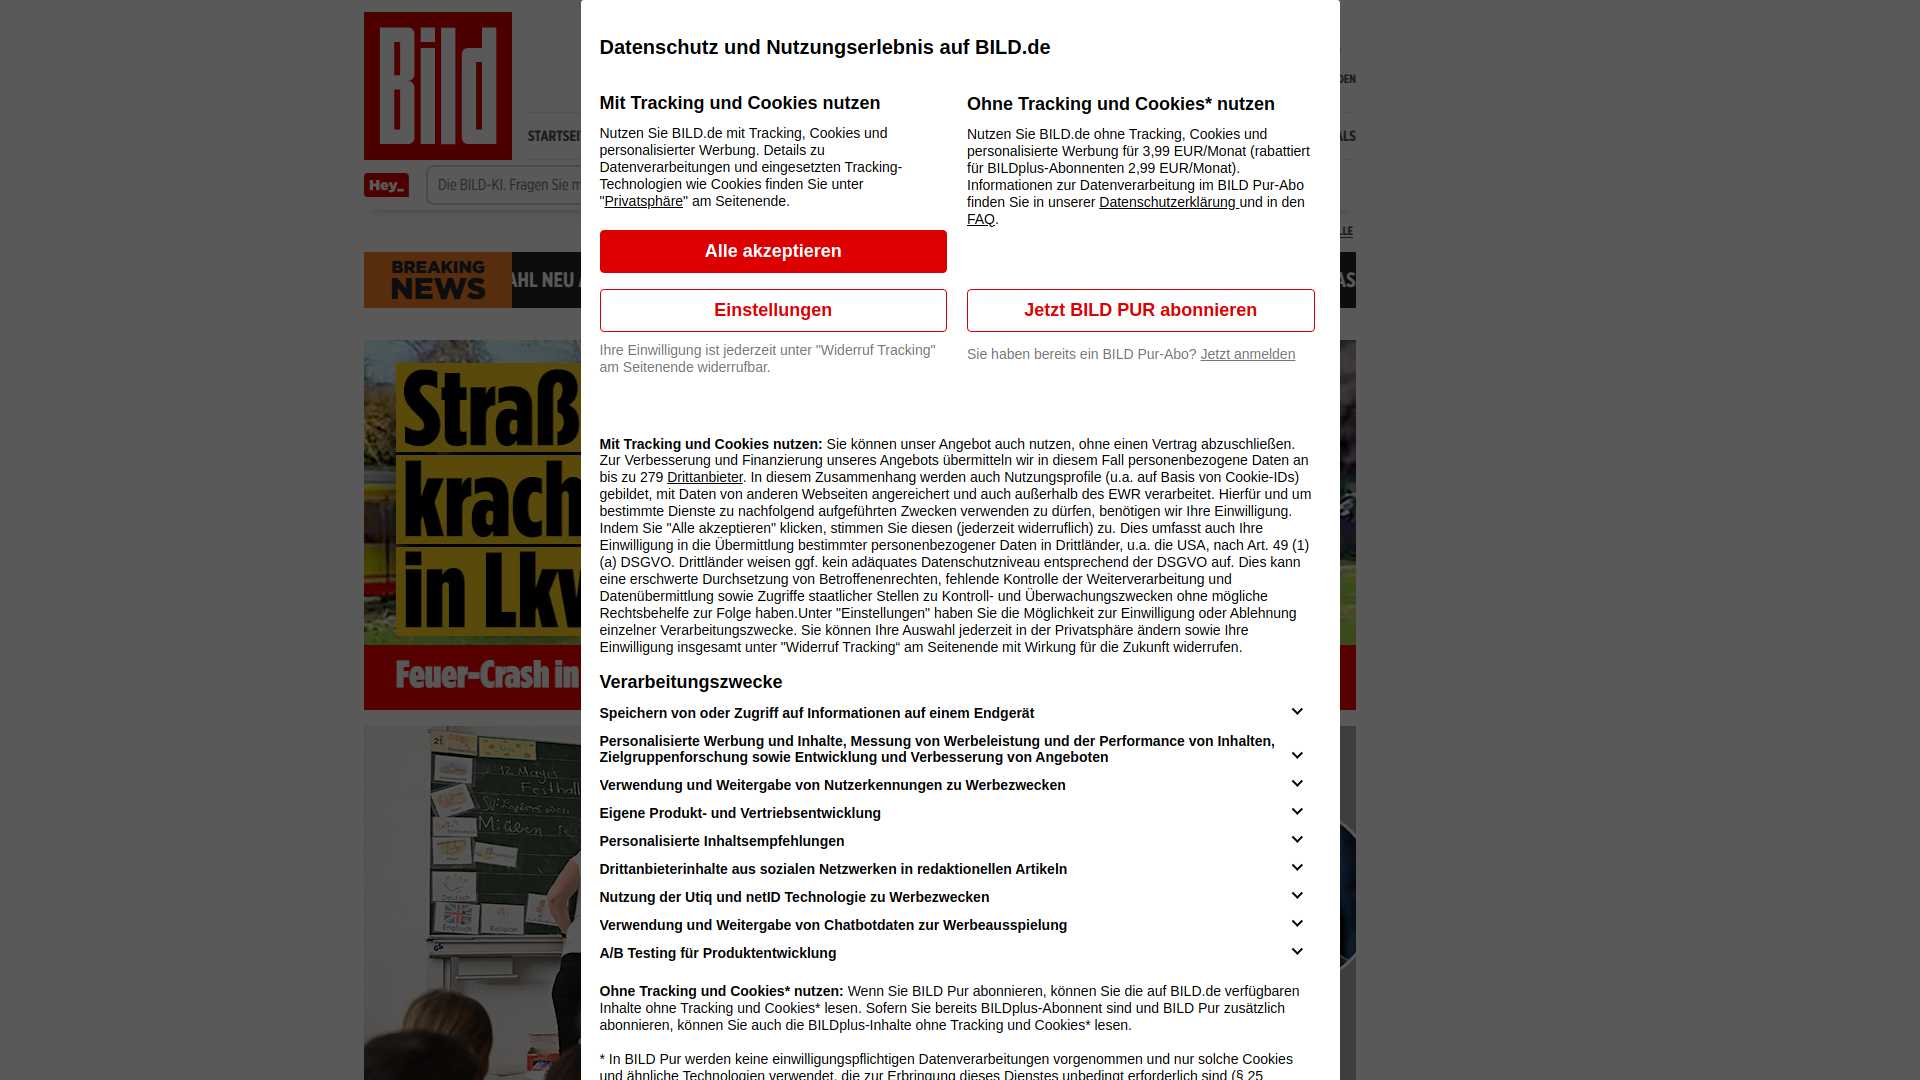 Bild
STARTSEI
Hey_
Die BILD-KI. Fragen Sie m
BREAKING
NEWS
AHL NEU
Straß
krach
in Lkw
Feuer-Crash in
Datenschutz und Nutzungserlebnis auf BILD.de
Mit Tracking und Cookies nutzen
Nutzen Sie BILD.de mit Tracking, Cookies und
personalisierter Werbung. Details zu
Datenverarbeitungen und eingesetzten Tracking-
Technologien wie Cookies finden Sie unter
"Privatsphäre" am Seitenende.
Alle akzeptieren
Einstellungen
Ihre Einwilligung ist jederzeit unter "Widerruf Tracking"
am Seitenende widerrufbar.
Ohne Tracking und Cookies* nutzen
Nutzen Sie BILD.de ohne Tracking, Cookies und
personalisierte Werbung für 3,99 EUR/Monat (rabattiert
für BILDplus-Abonnenten 2,99 EUR/Monat).
Informationen zur Datenverarbeitung im BILD Pur-Abo
finden Sie in unserer Datenschutzerklärung und in den
FAQ.
Jetzt BILD PUR abonnieren
Sie haben bereits ein BILD Pur-Abo? Jetzt anmelden
Mit Tracking und Cookies nutzen: Sie können unser Angebot auch nutzen, ohne einen Vertrag abzuschließen.
Zur Verbesserung und Finanzierung unseres Angebots übermitteln wir in diesem Fall personenbezogene Daten an
bis zu 279 Drittanbieter. In diesem Zusammenhang werden auch Nutzungsprofile (u.a. auf Basis von Cookie-IDs)
gebildet, mit Daten von anderen Webseiten angereichert und auch außerhalb des EWR verarbeitet. Hierfür und um
bestimmte Dienste zu nachfolgend aufgeführten Zwecken verwenden zu dürfen, benötigen wir Ihre Einwilligung.
Indem Sie "Alle akzeptieren" klicken, stimmen Sie diesen (jederzeit widerruflich) zu. Dies umfasst auch Ihre
Einwilligung in die Übermittlung bestimmter personenbezogener Daten in Drittländer, u.a. die USA, nach Art. 49 (1)
(a) DSGVO. Drittländer weisen ggf. kein adäquates Datenschutzniveau entsprechend der DSGVO auf. Dies kann
eine erschwerte Durchsetzung von Betroffenenrechten, fehlende Kontrolle der Weiterverarbeitung und
Datenübermittlung sowie Zugriffe staatlicher Stellen zu Kontroll- und Überwachungszwecken ohne mögliche
Rechtsbehelfe zur Folge haben.Unter "Einstellungen" haben Sie die Möglichkeit zur Einwilligung oder Ablehnung
einzelner Verarbeitungszwecke. Sie können Ihre Auswahl jederzeit in der Privatsphäre ändern sowie Ihre
Einwilligung insgesamt unter "Widerruf Tracking“ am Seitenende mit Wirkung für die Zukunft widerrufen.
Verarbeitungszwecke
Speichern von oder Zugriff auf Informationen auf einem Endgerät
Personalisierte Werbung und Inhalte, Messung von Werbeleistung und der Performance von Inhalten,
Zielgruppenforschung sowie Entwicklung und Verbesserung von Angeboten
Verwendung und Weitergabe von Nutzerkennungen zu Werbezwecken
Eigene Produkt- und Vertriebsentwicklung
Personalisierte Inhaltsempfehlungen
Drittanbieterinhalte aus sozialen Netzwerken in redaktionellen Artikeln
Nutzung der Utiq und netID Technologie zu Werbezwecken
Verwendung und Weitergabe von Chatbotdaten zur Werbeausspielung
A/B Testing für Produktentwicklung
Ohne Tracking und Cookies* nutzen: Wenn Sie BILD Pur abonnieren, können Sie die auf BILD.de verfügbaren
Inhalte ohne Tracking und Cookies* lesen. Sofern Sie bereits BILDplus-Abonnent sind und BILD Pur zusätzlich
abonnieren, können Sie auch die BILDplus-Inhalte ohne Tracking und Cookies* lesen.
* In BILD Pur werden keine einwilligungspflichtigen Datenverarbeitungen vorgenommen und nur solche Cookies
und ähnliche Technologien verwendet, die zur Erbringung dieses Dienstes unbedingt erforderlich sind (§ 25